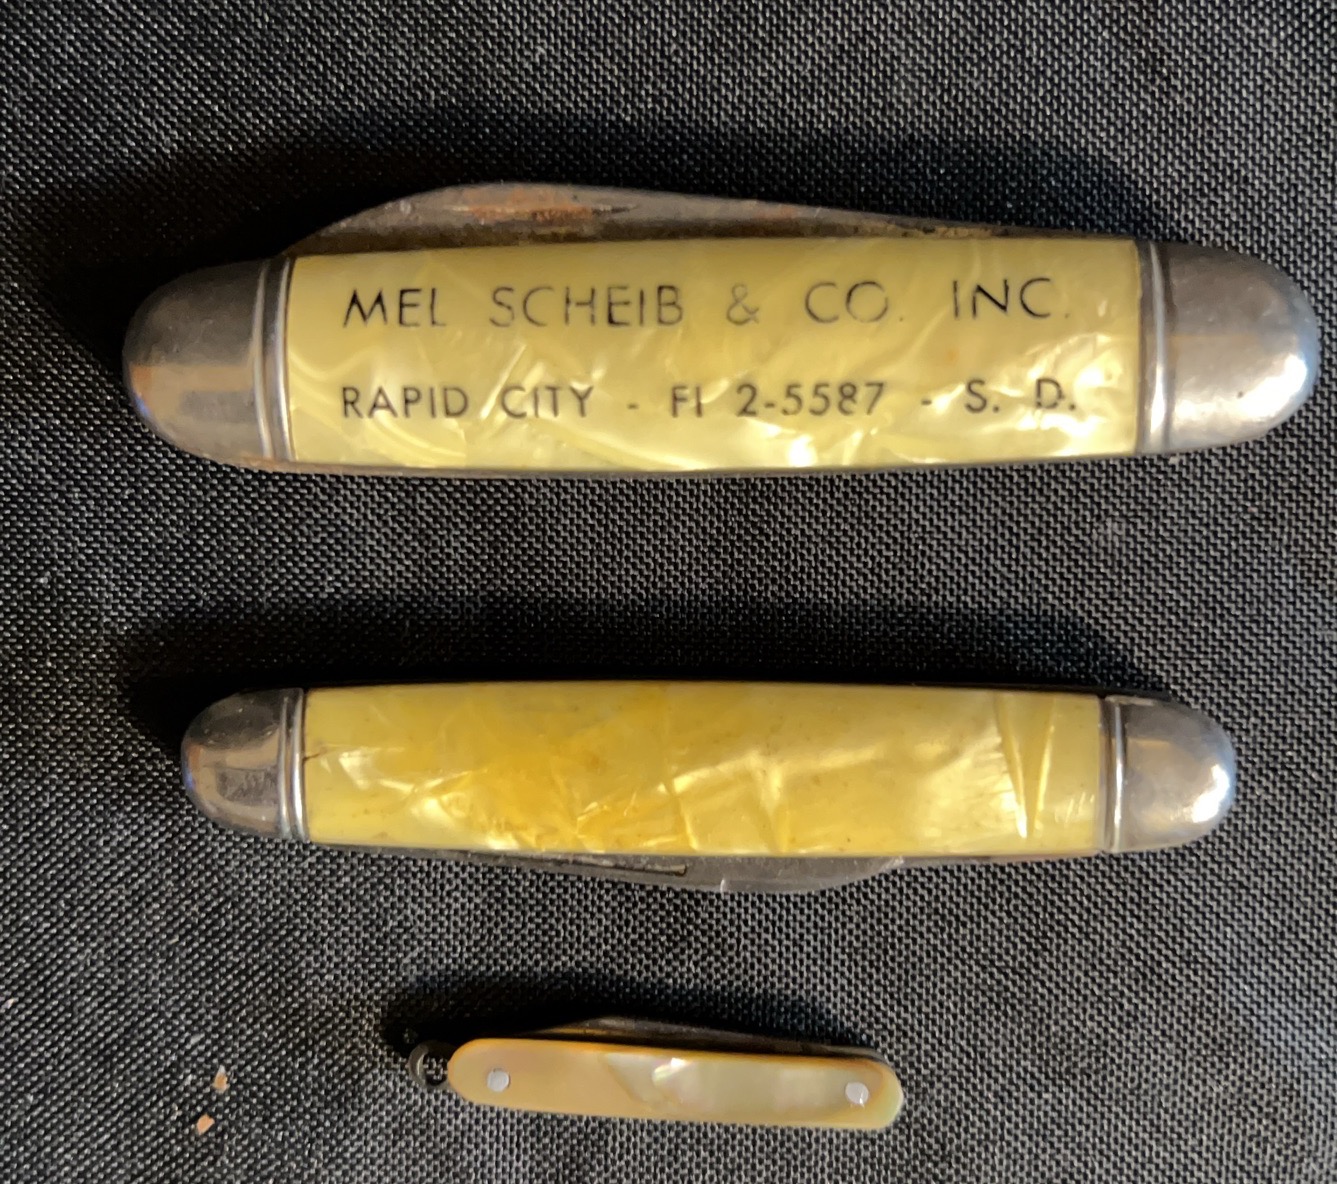 MEL SCHEIB & CO. INC.
RAPID CITY - FI 2-5587 - S. D.